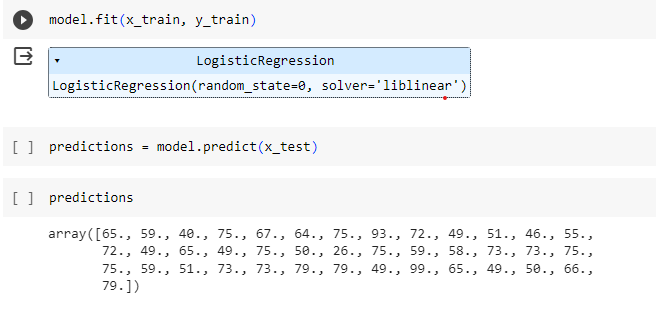 model.fit(x_train, y_train)
LogisticRegression
LogisticRegression(random_state=0, solver='liblinear')
[ ] predictions = model.predict(x_test)
[ ] predictions
array([65., 59., 40., 75., 67., 64., 75., 93., 72., 49., 51., 46., 55.,
72., 49., 65., 49., 75., 50., 26., 75., 59., 58., 73., 73., 75.,
75., 59., 51., 73., 73., 79., 79., 49., 99., 65., 49., 50., 66.,
79.])